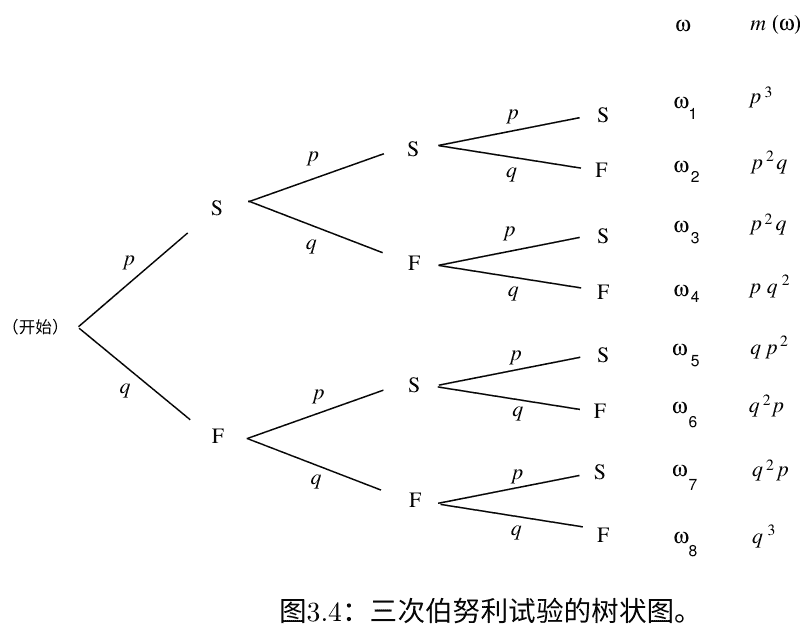 ω m (ω)
p S ω₁ p³
p S q F ω₂ p²q
S q F p S ω₃ p²q
p q F ω₄ p q²
（开始）
q p S ω₅ q p²
p S q F ω₆ q²p
F q F p S ω₇ q²p
q F ω₈ q³
图3.4：三次伯努利试验的树状图。